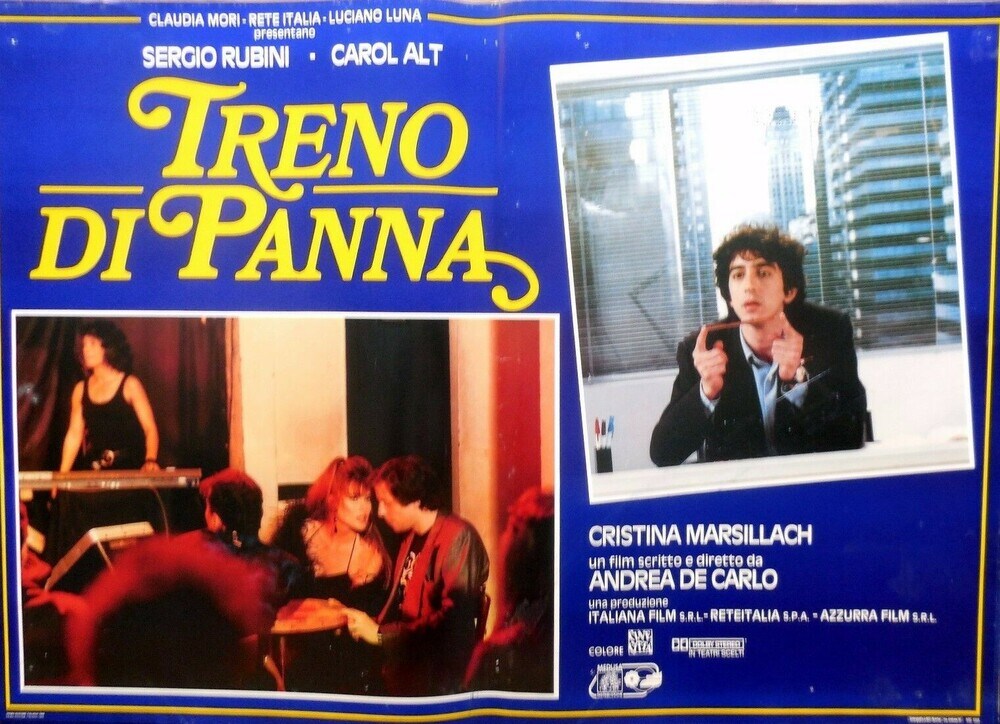 CLAUDIA MORI - RETE ITALIA - LUCIANO LUNA
presentano
SERGIO RUBINI · CAROL ALT
TRENO
DI PANNA
CRISTINA MARSILLACH
un film scritto e diretto da
ANDREA DE CARLO
una produzione
ITALIANA FILM S.R.L. - RETEITALIA S.P.A. - AZZURRA FILM S.R.L.
COLORE
DOLBY STEREO
IN TEATRI SCELTI
MEDUSA